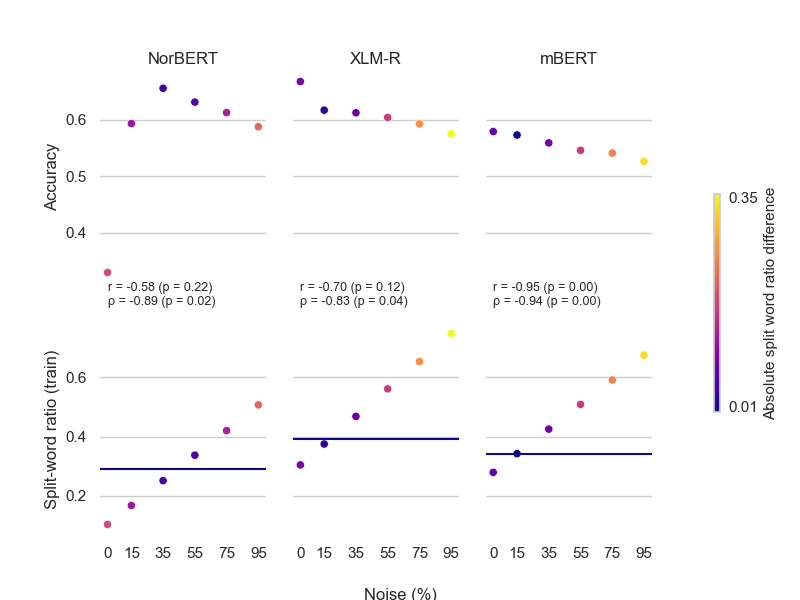 NorBERT XLM-R mBERT
Accuracy
0.6
0.5
0.4
r = -0.58 (p = 0.22)
ρ = -0.89 (p = 0.02)
r = -0.70 (p = 0.12)
ρ = -0.83 (p = 0.04)
r = -0.95 (p = 0.00)
ρ = -0.94 (p = 0.00)
Split-word ratio (train)
0.6
0.4
0.2
0 15 35 55 75 95
0 15 35 55 75 95
0 15 35 55 75 95
Noise (%)
0.35
0.01
Absolute split word ratio difference